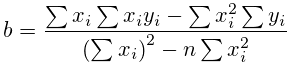 b = \frac{\sum x_i \sum x_i y_i - \sum x_i^2 \sum y_i}{\left(\sum x_i\right)^2 - n \sum x_i^2}